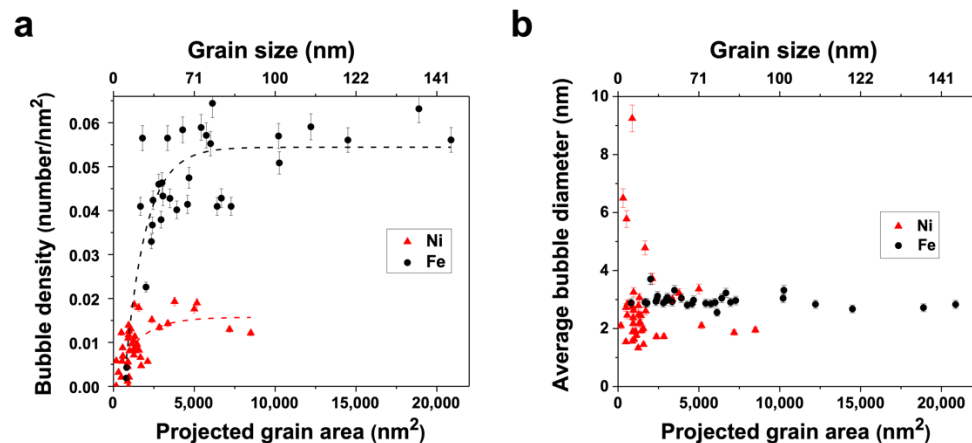 a
Grain size (nm)
0 71 100 122 141
Bubble density (number/nm²)
0.06
0.05
0.04
0.03
0.02
0.01
0.00
Ni
Fe
0 5,000 10,000 15,000 20,000
Projected grain area (nm²)
b
Grain size (nm)
0 71 100 122 141
Average bubble diameter (nm)
10
8
6
4
2
0
Ni
Fe
0 5,000 10,000 15,000 20,000
Projected grain area (nm²)